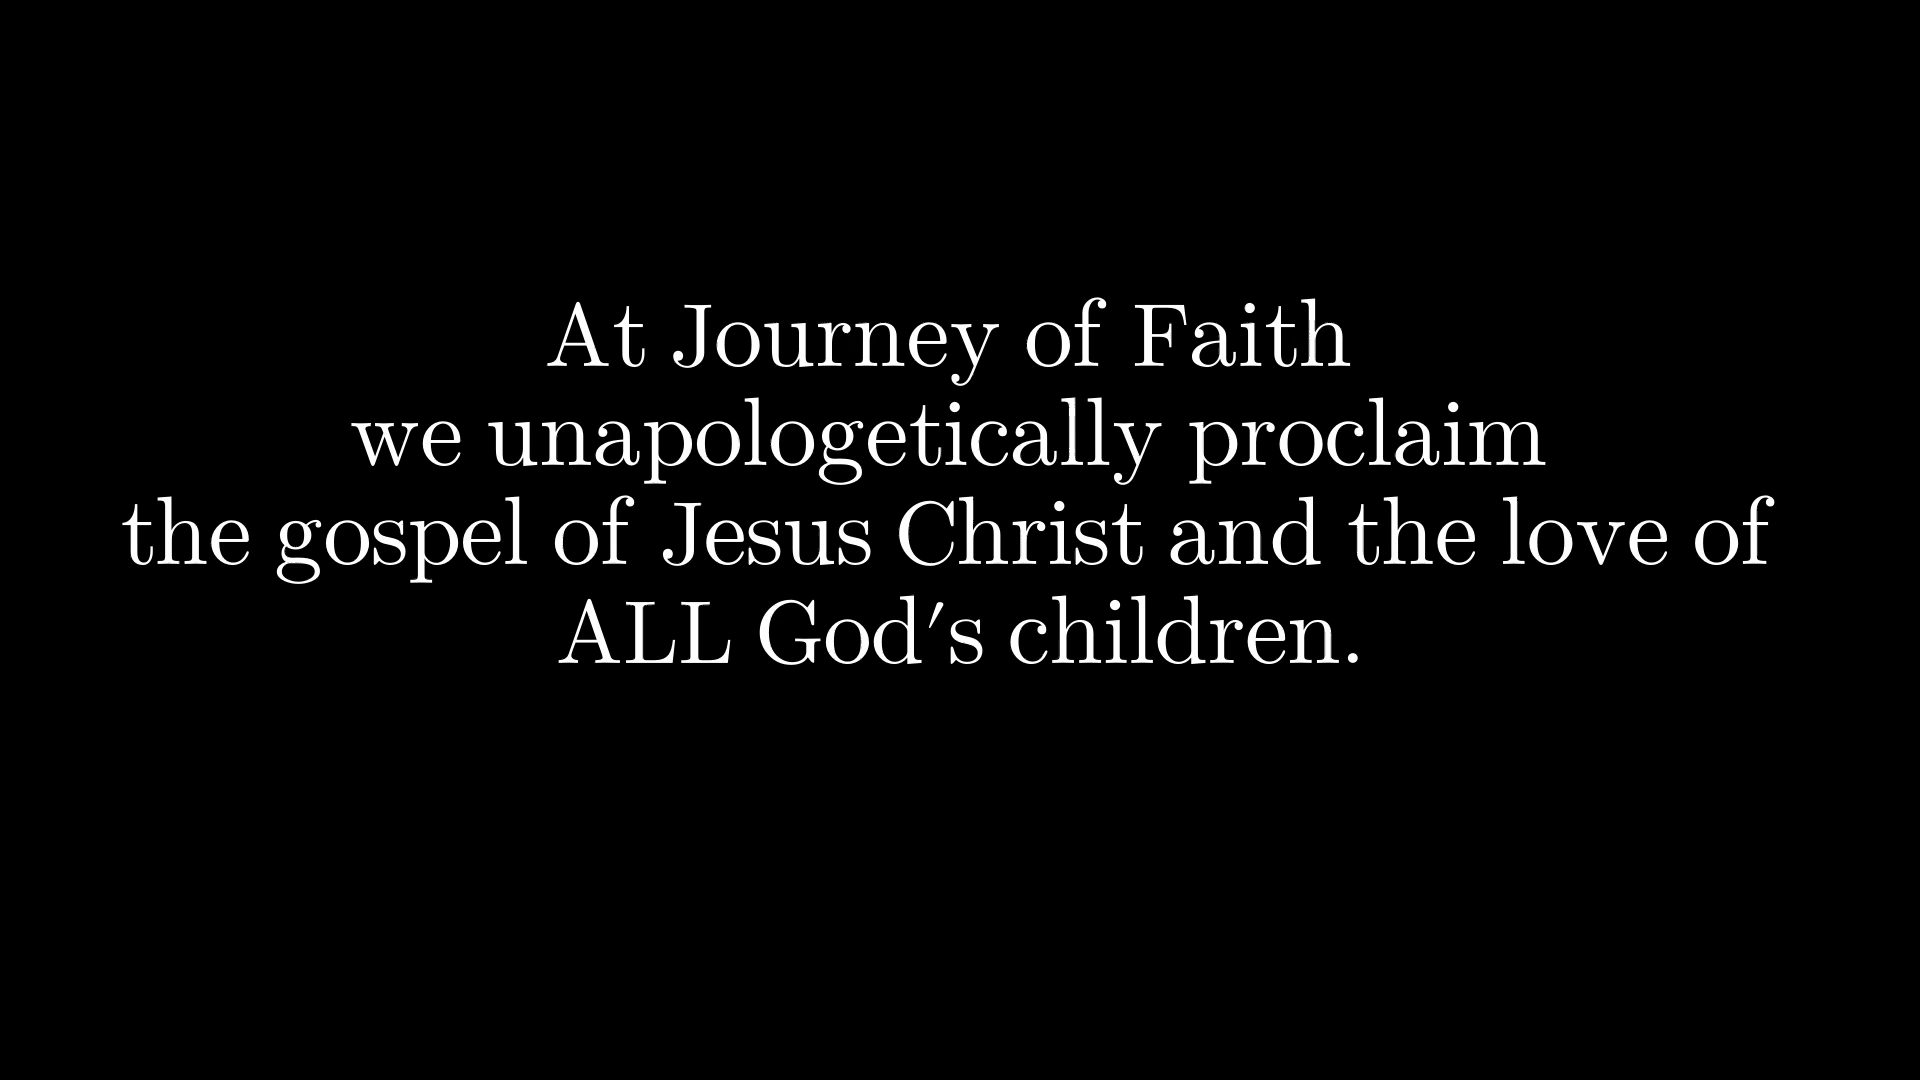 At Journey of Faith
we unapologetically proclaim
the gospel of Jesus Christ and the love of
ALL God's children.